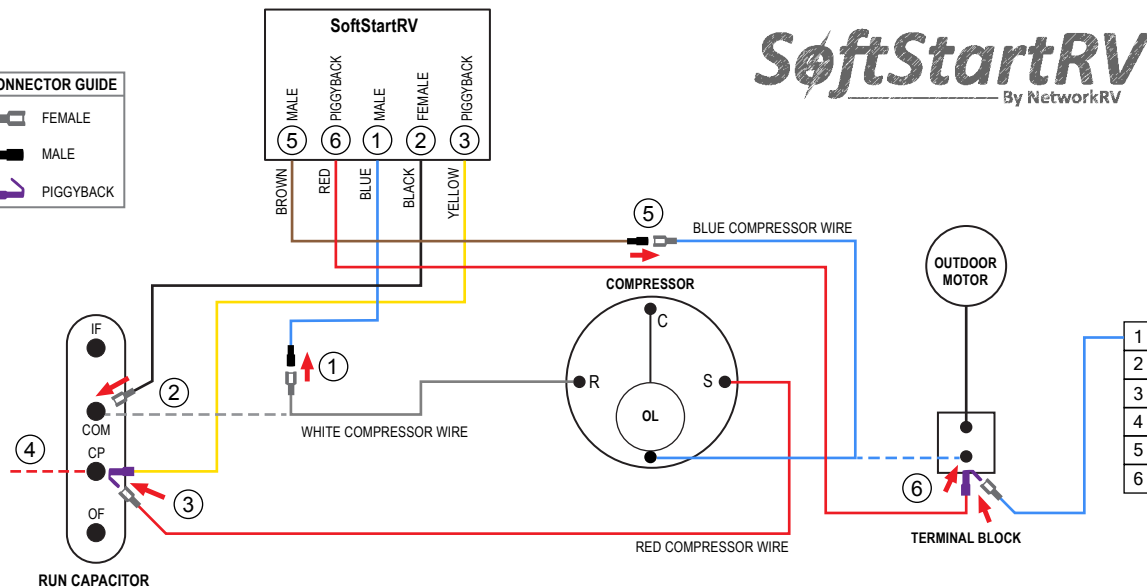 SoftStartRV
SøftStartRV
By NetworkRV
CONNECTOR GUIDE
FEMALE
MALE
PIGGYBACK
MALE
PIGGYBACK
MALE
FEMALE
PIGGYBACK
5
6
1
2
3
BROWN
RED
BLUE
BLACK
YELLOW
5
BLUE COMPRESSOR WIRE
OUTDOOR
MOTOR
COMPRESSOR
IF
C
1
1
2
3
4
5
6
2
R
S
COM
OL
WHITE COMPRESSOR WIRE
4
CP
3
6
OF
TERMINAL BLOCK
RED COMPRESSOR WIRE
RUN CAPACITOR